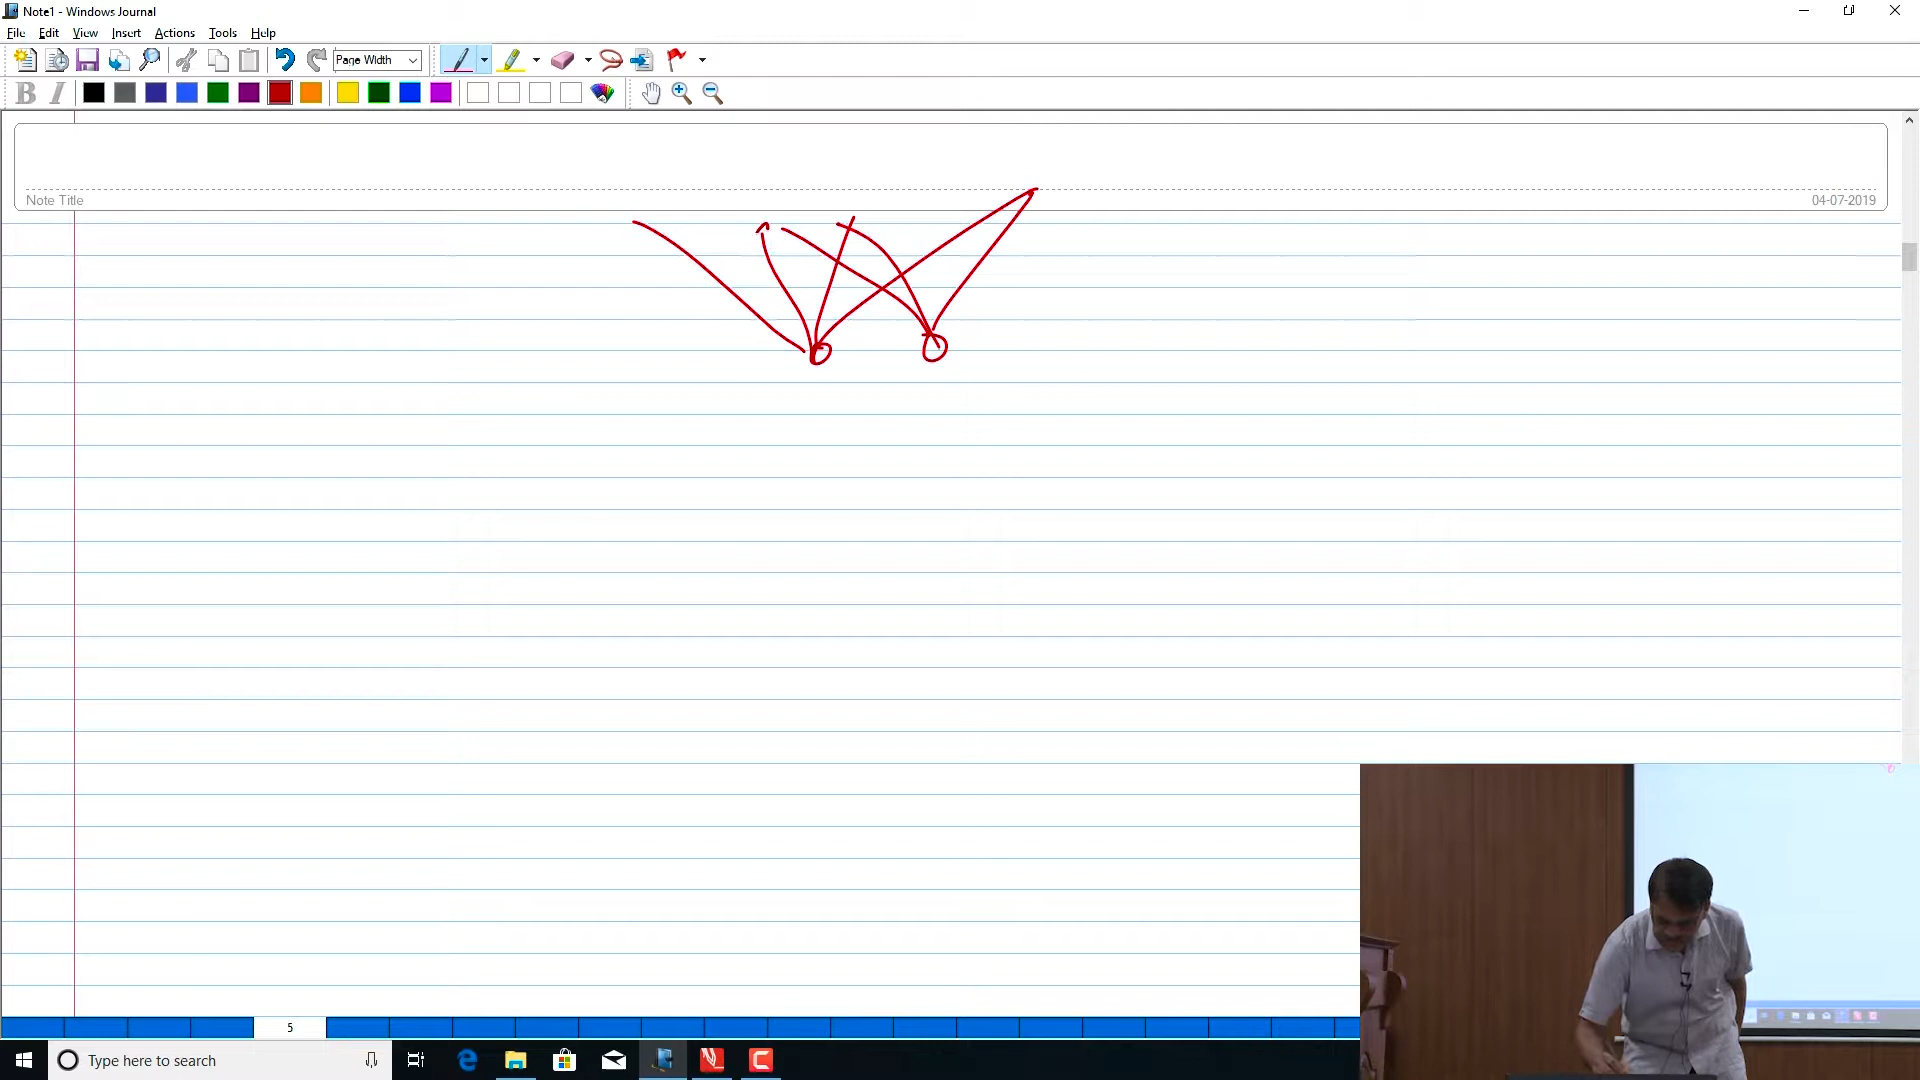 Note1 - Windows Journal
File Edit View Insert Actions Tools Help
Page Width
B I
Note Title
04-07-2019
5
Type here to search